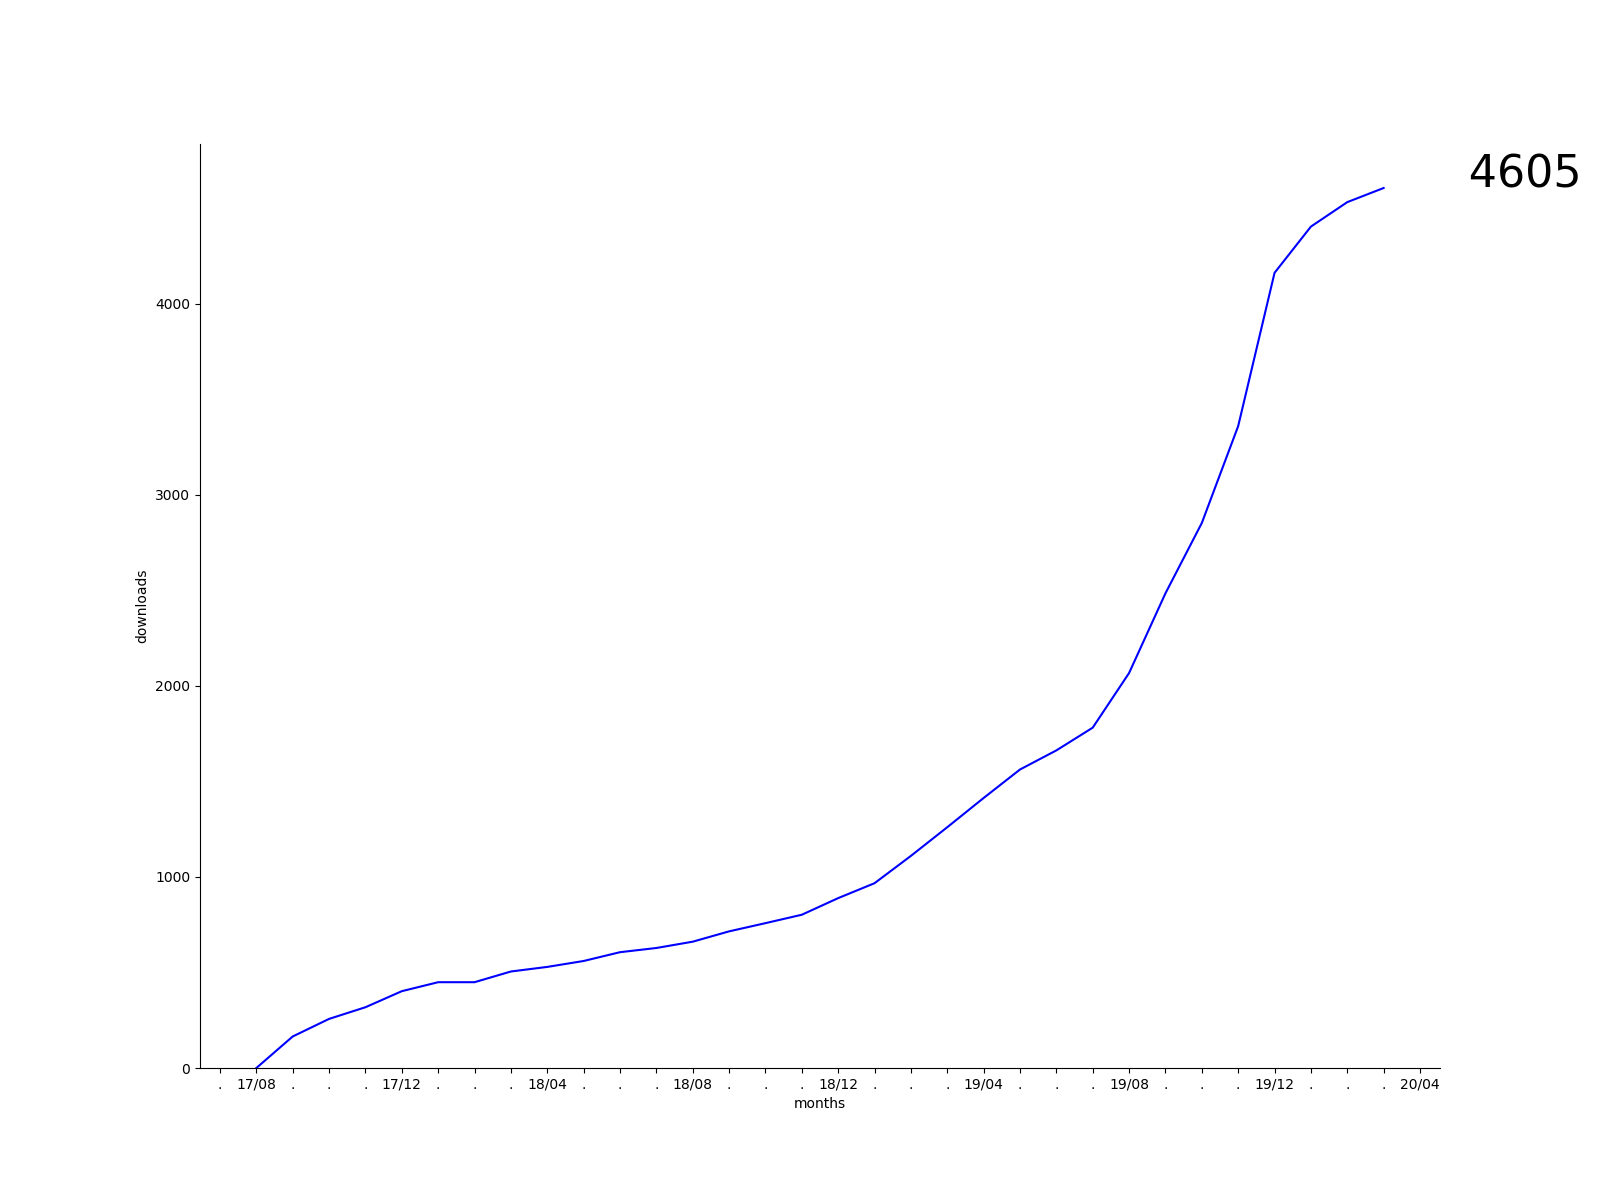 4605
4000
3000
2000
1000
0
downloads
. 17/08 . . . 17/12 . . . 18/04 . . . 18/08 . . . 18/12 . . . 19/04 . . . 19/08 . . . 19/12 . . . 20/04
months